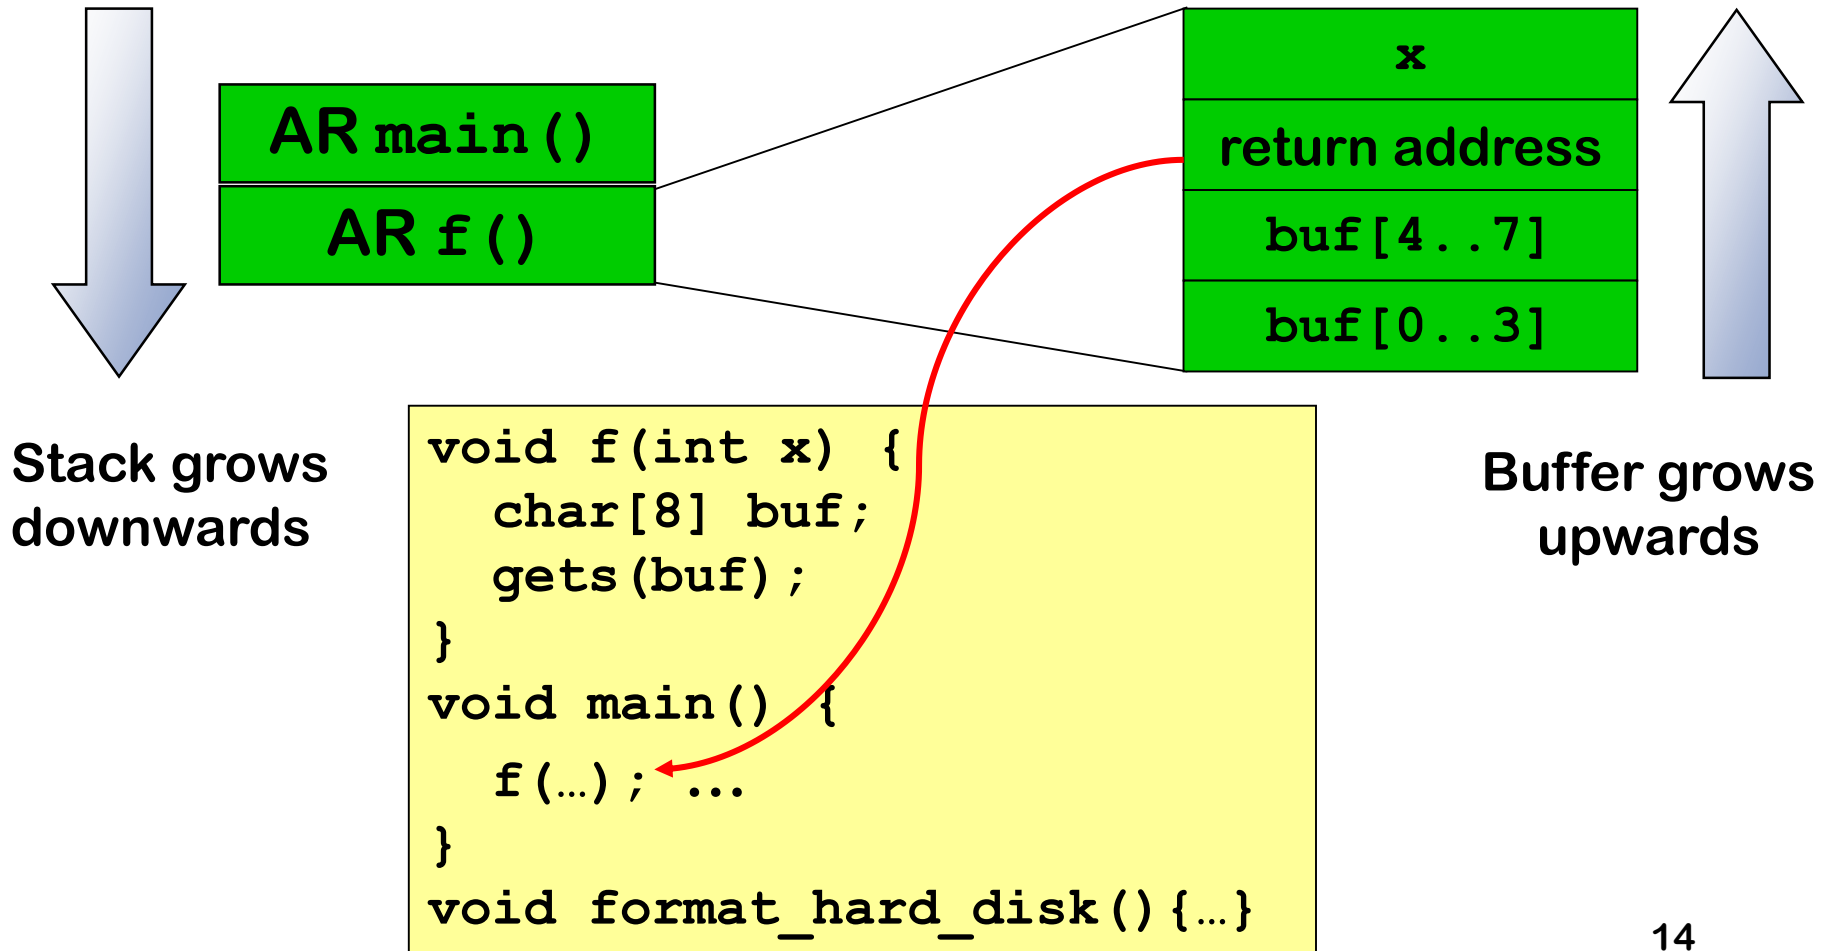 AR main()
AR f()
x
return address
buf[4..7]
buf[0..3]
Stack grows
downwards
void f(int x) {
char[8] buf;
gets(buf);
}
void main() {
f(…); ...
}
void format_hard_disk(){…}
Buffer grows
upwards
14